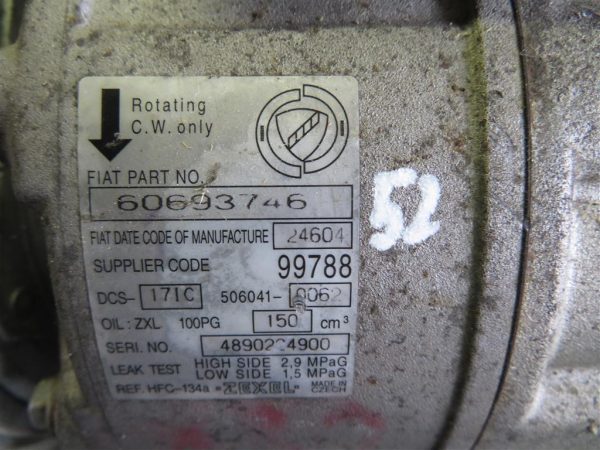 Rotating
C.W. only
FIAT PART NO.
60693746
FIAT DATE CODE OF MANUFACTURE 24604
SUPPLIER CODE 99788
DCS- 171C 506041- 0062
OIL: ZXL 100PG 150 cm³
SERI. NO.
LEAK TEST HIGH SIDE 2,9 MPaG
LOW SIDE 1,5 MPaG
REF. HFC-134a ZEXEL MADE IN CZECH
52